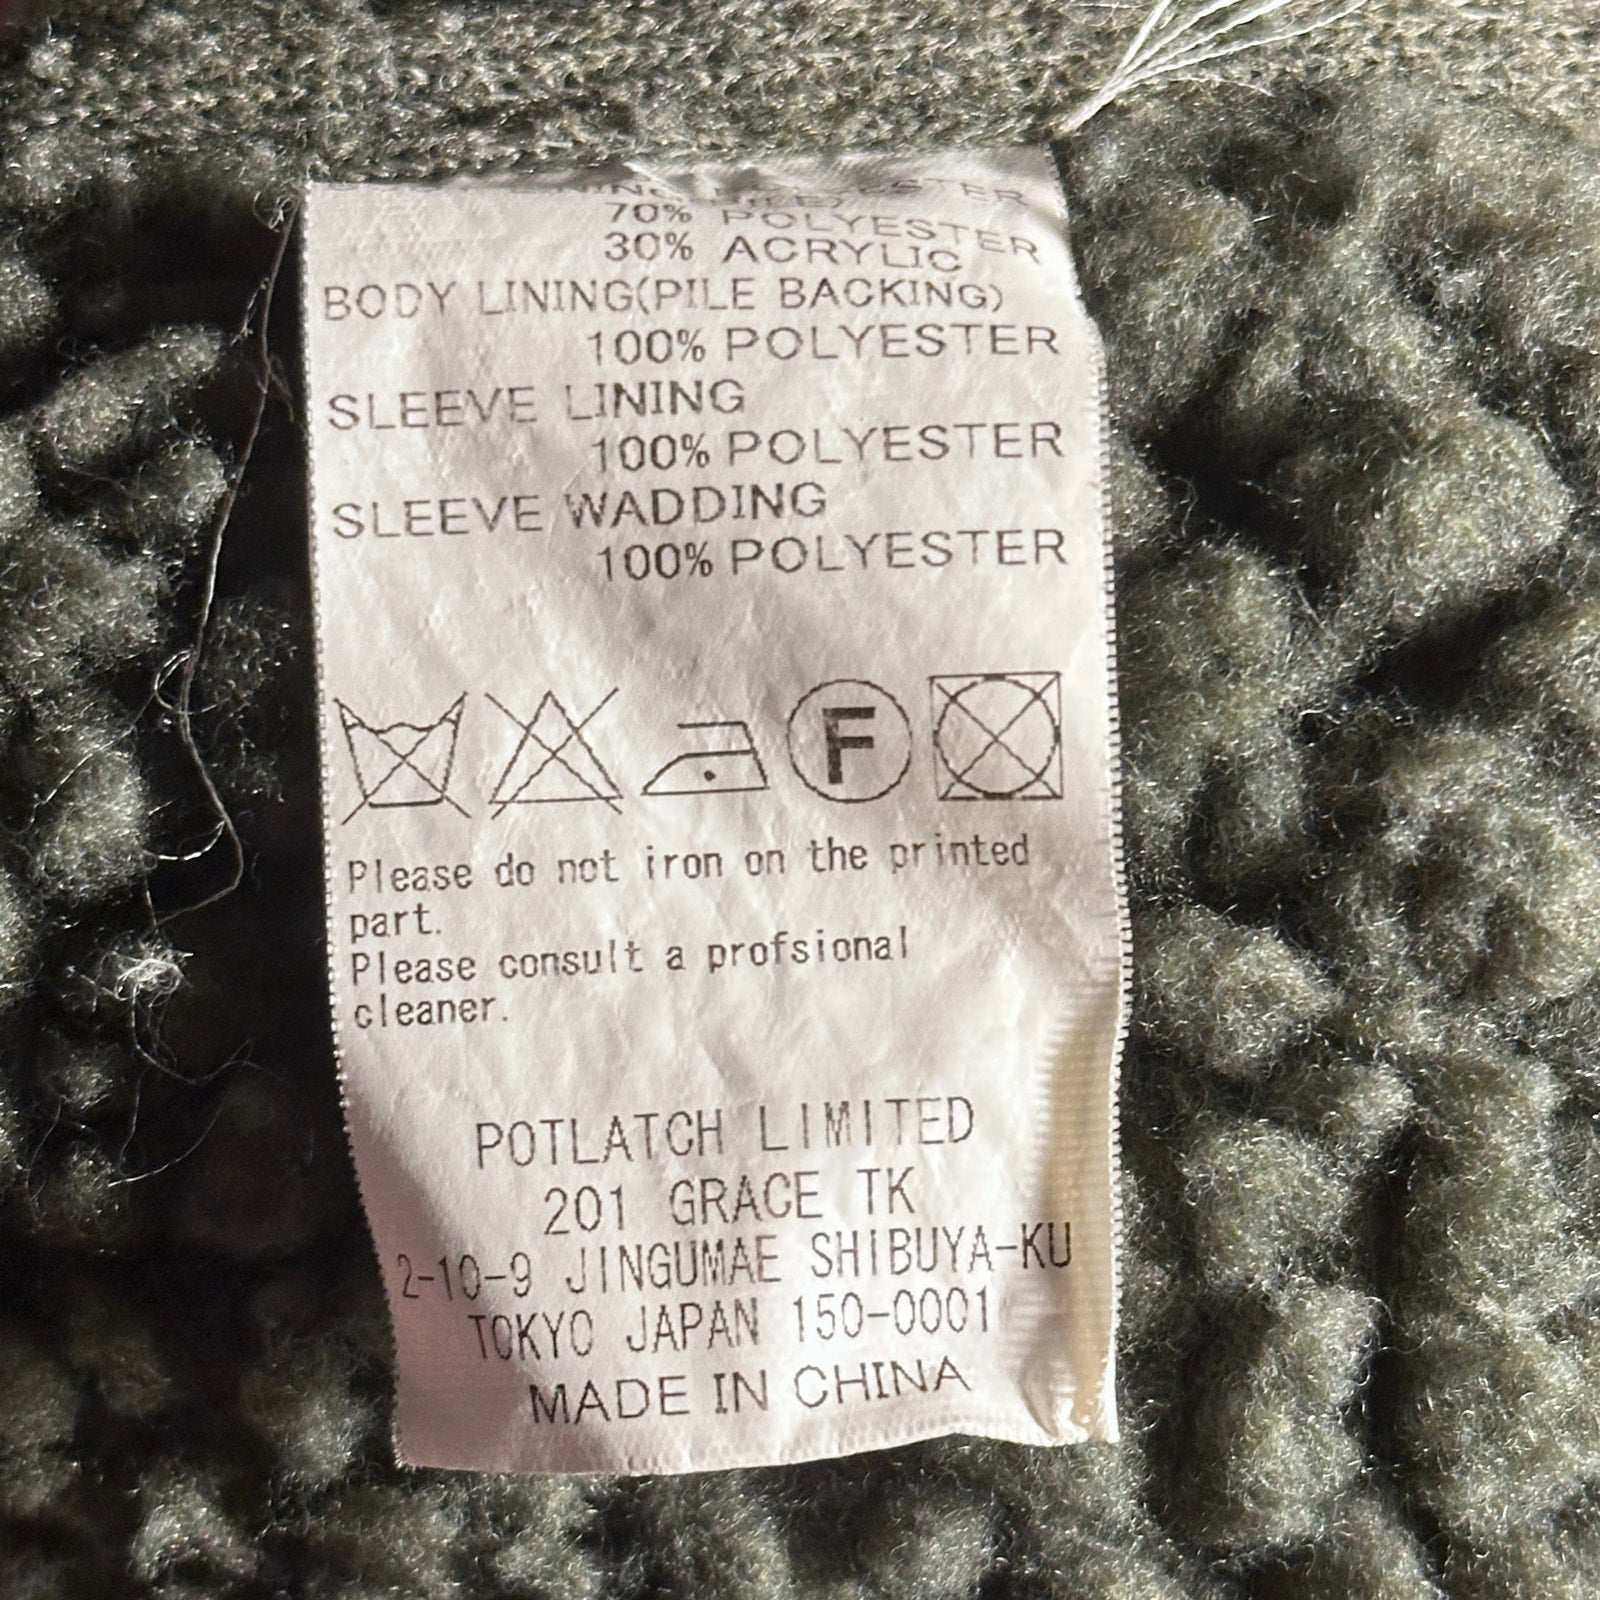 70% POLYESTER
30% ACRYLIC
BODY LINING(PILE BACKING)
100% POLYESTER
SLEEVE LINING
100% POLYESTER
SLEEVE WADDING
100% POLYESTER
F
Please do not iron on the printed
part.
Please consult a profsional
cleaner.
POTLATCH LIMITED
201 GRACE TK
2-10-9 JINGUMAE SHIBUYA-KU
TOKYO JAPAN 150-0001
MADE IN CHINA